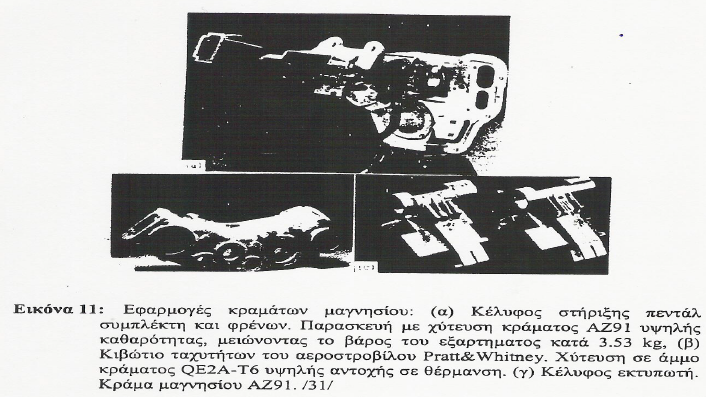 Εικόνα 11: Εφαρμογές κραμάτων μαγνησίου: (α) Κέλυφος στήριξης πεντάλ
συμπλέκτη και φρένων. Παρασκευή με χύτευση κράματος AZ91 υψηλής
καθαρότητας, μειώνοντας το βάρος του εξαρτηματος κατά 3.53 kg, (β)
Κιβώτιο ταχυτήτων του αεροστροβίλου Pratt&Whitney. Χύτευση σε άμμο
κράματος QE2A-T6 υψηλής αντοχής σε θέρμανση. (γ) Κέλυφος εκτυπωτή.
Κράμα μαγνησίου AZ91. /31/